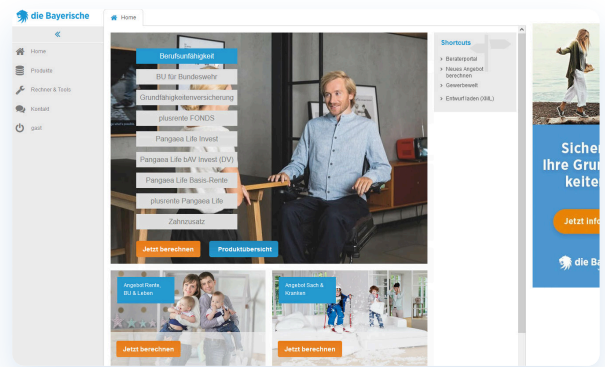 die Bayerische
Home
Home
Produkte
Rechner & Tools
Kontakt
gast
Berufsunfähigkeit
BU für Bundeswehr
Grundfähigkeitenversicherung
plusrente FONDS
Pangaea Life Invest
Pangaea Life bAV Invest (DV)
Pangaea Life Basis-Rente
plusrente Pangaea Life
Zahnzusatz
Jetzt berechnen
Produktübersicht
Shortcuts
Beraterportal
Neues Angebot
berechnen
Gewerbewelt
Entwurf laden (XML)
Angebot Rente,
BU & Leben
Jetzt berechnen
Angebot Sach &
Kranken
Jetzt berechnen
Sicher
Ihre Grun
keite
Jetzt info
die Ba